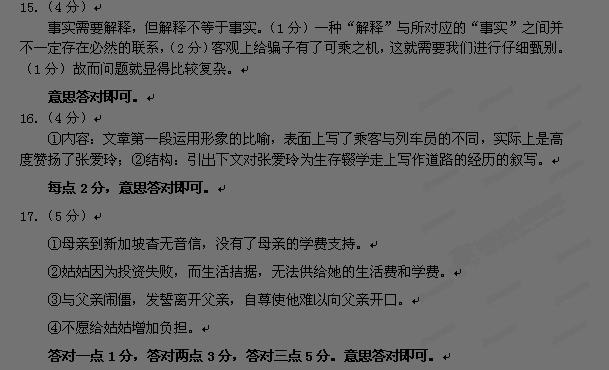 15.（4 分）
事实需要解释，但解释不等于事实。（1 分）一种“解释”与所对应的“事实”之间并
不一定存在必然的联系，（2 分）客观上给骗子有了可乘之机，这就需要我们进行仔细甄别。
（1 分）故而问题就显得比较复杂。
意思答对即可。
16.（4 分）
①内容：文章第一段运用形象的比喻，表面上写了乘客与列车员的不同，实际上是高
度赞扬了张爱玲；②结构：引出下文对张爱玲为生存辍学走上写作道路的经历的叙写。
每点 2 分，意思答对即可。
17.（5 分）
①母亲到新加坡杳无音信，没有了母亲的学费支持。
②姑姑因为投资失败，而生活拮据，无法供给她的生活费和学费。
③与父亲闹僵，发誓离开父亲，自尊使他难以向父亲开口。
④不愿给姑姑增加负担。
答对一点 1 分，答对两点 3 分，答对三点 5 分。意思答对即可。